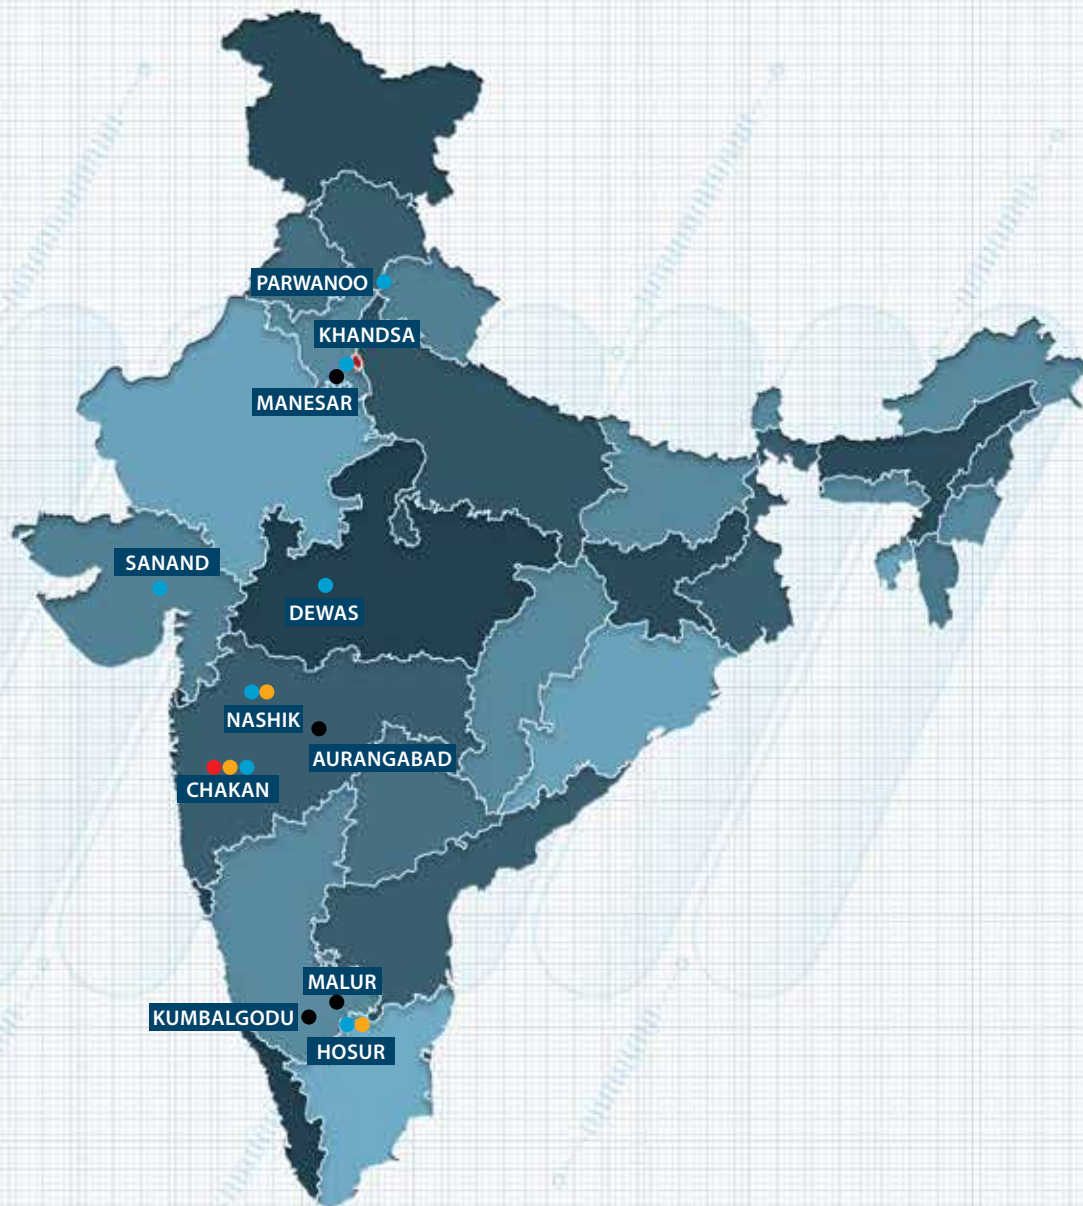 PARWANOO
KHANDSA
MANESAR
SANAND
DEWAS
NASHIK
AURANGABAD
CHAKAN
MALUR
KUMBALGODU
HOSUR